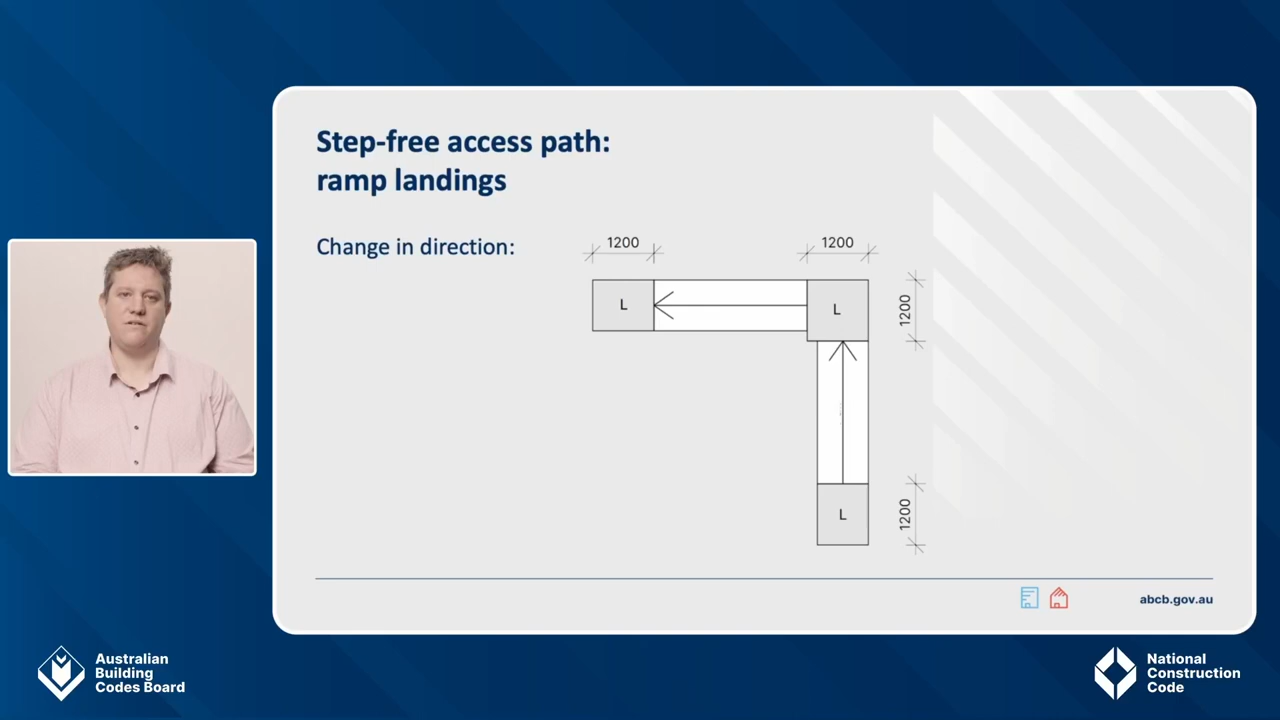 Step-free access path:
ramp landings
Change in direction:
1200
1200
L
L
1200
L
1200
abcb.gov.au
Australian
Building
Codes Board
National
Construction
Code